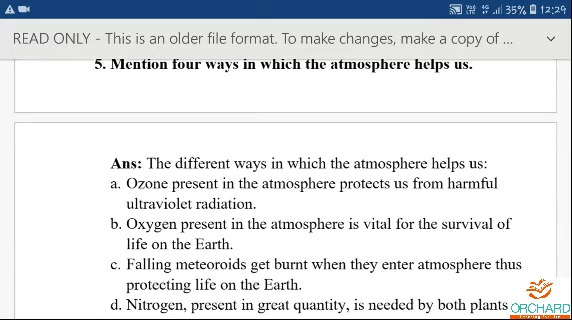 35% 12:29
READ ONLY - This is an older file format. To make changes, make a copy of ...
5. Mention four ways in which the atmosphere helps us.
Ans: The different ways in which the atmosphere helps us:
a. Ozone present in the atmosphere protects us from harmful
ultraviolet radiation.
b. Oxygen present in the atmosphere is vital for the survival of
life on the Earth.
c. Falling meteoroids get burnt when they enter atmosphere thus
protecting life on the Earth.
d. Nitrogen, present in great quantity, is needed by both plants
ORCHARD